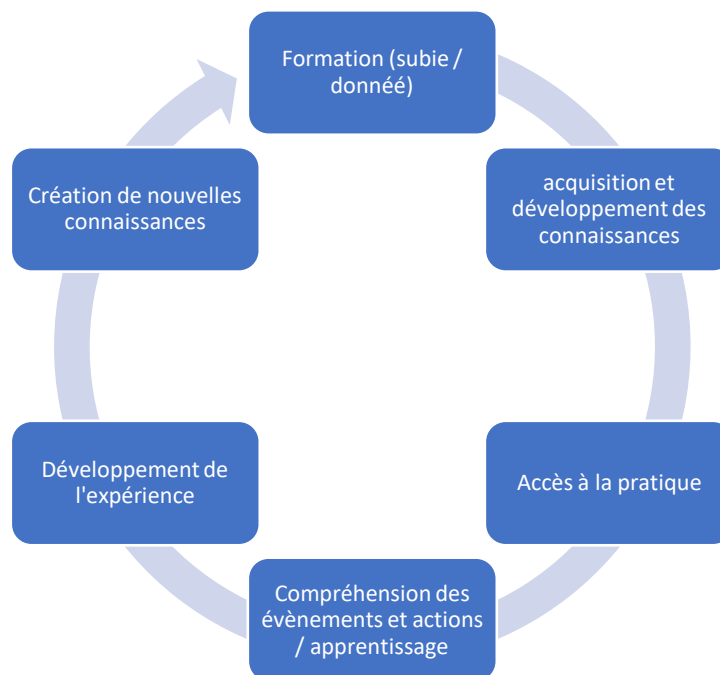 Formation (subie /
donnéé)
acquisition et
développement des
connaissances
Accès à la pratique
Compréhension des
évènements et actions
/ apprentissage
Développement de
l'expérience
Création de nouvelles
connaissances